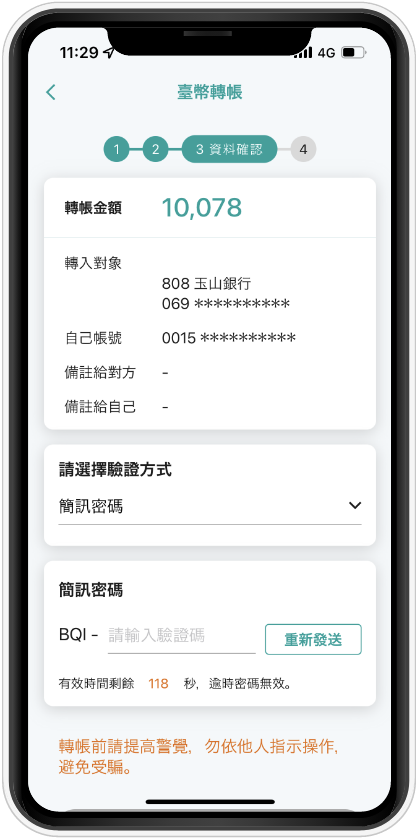 11:29 4G
臺幣轉帳
1 2 3 資料確認 4
轉帳金額 10,078
轉入對象
808 玉山銀行
069 **********
自己帳號 0015 **********
備註給對方 -
備註給自己 -
請選擇驗證方式
簡訊密碼
簡訊密碼
BQI - 請輸入驗證碼 重新發送
有效時間剩餘 118 秒，逾時密碼無效。
轉帳前請提高警覺，勿依他人指示操作，
避免受騙。